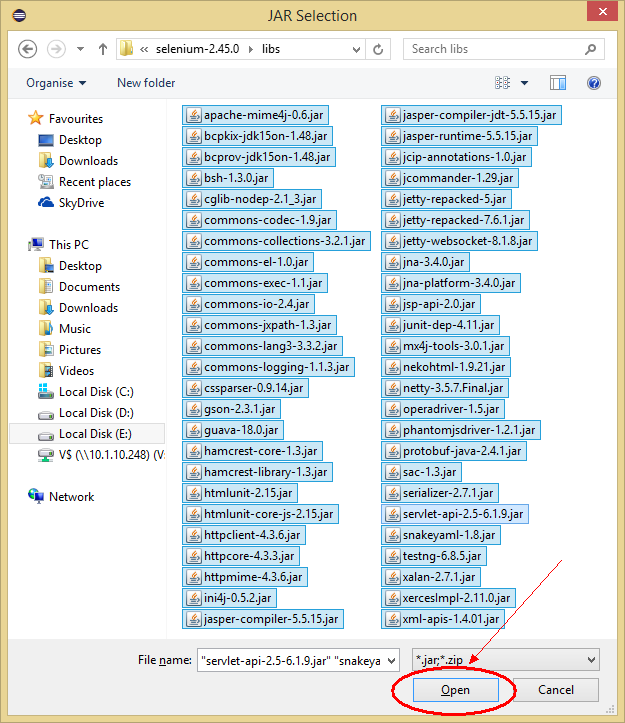 JAR Selection
« selenium-2.45.0 libs
Search libs
Organise
New folder
Favourites
Desktop
Downloads
Recent places
SkyDrive
This PC
Desktop
Documents
Downloads
Music
Pictures
Videos
Local Disk (C:)
Local Disk (D:)
Local Disk (E:)
V$ (\\10.1.10.248) (V:
Network
apache-mime4j-0.6.jar
bcpkix-jdk15on-1.48.jar
bcprov-jdk15on-1.48.jar
bsh-1.3.0.jar
cglib-nodep-2.1_3.jar
commons-codec-1.9.jar
commons-collections-3.2.1.jar
commons-el-1.0.jar
commons-exec-1.1.jar
commons-io-2.4.jar
commons-jxpath-1.3.jar
commons-lang3-3.3.2.jar
commons-logging-1.1.3.jar
cssparser-0.9.14.jar
gson-2.3.1.jar
guava-18.0.jar
hamcrest-core-1.3.jar
hamcrest-library-1.3.jar
htmlunit-2.15.jar
htmlunit-core-js-2.15.jar
httpclient-4.3.6.jar
httpcore-4.3.3.jar
httpmime-4.3.6.jar
ini4j-0.5.2.jar
jasper-compiler-5.5.15.jar
jasper-compiler-jdt-5.5.15.jar
jasper-runtime-5.5.15.jar
jcip-annotations-1.0.jar
jcommander-1.29.jar
jetty-repacked-5.jar
jetty-repacked-7.6.1.jar
jetty-websocket-8.1.8.jar
jna-3.4.0.jar
jna-platform-3.4.0.jar
jsp-api-2.0.jar
junit-dep-4.11.jar
mx4j-tools-3.0.1.jar
nekohtml-1.9.21.jar
netty-3.5.7.Final.jar
operadriver-1.5.jar
phantomjsdriver-1.2.1.jar
protobuf-java-2.4.1.jar
sac-1.3.jar
serializer-2.7.1.jar
servlet-api-2.5-6.1.9.jar
snakeyaml-1.8.jar
testng-6.8.5.jar
xalan-2.7.1.jar
xercesImpl-2.11.0.jar
xml-apis-1.4.01.jar
File name: "servlet-api-2.5-6.1.9.jar" "snakeya
*.jar;*.zip
Open
Cancel